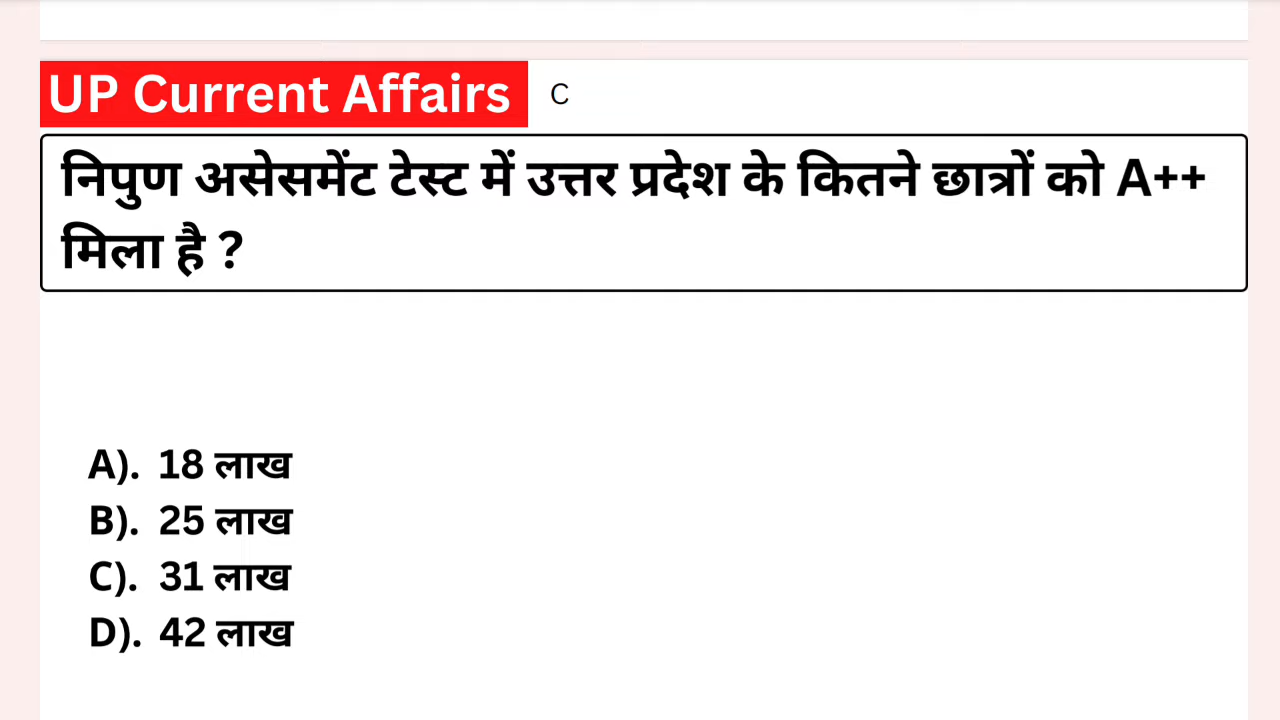 UP Current Affairs C
निपुण असेसमेंट टेस्ट में उत्तर प्रदेश के कितने छात्रों को A++
मिला है ?
A). 18 लाख
B). 25 लाख
C). 31 लाख
D). 42 लाख